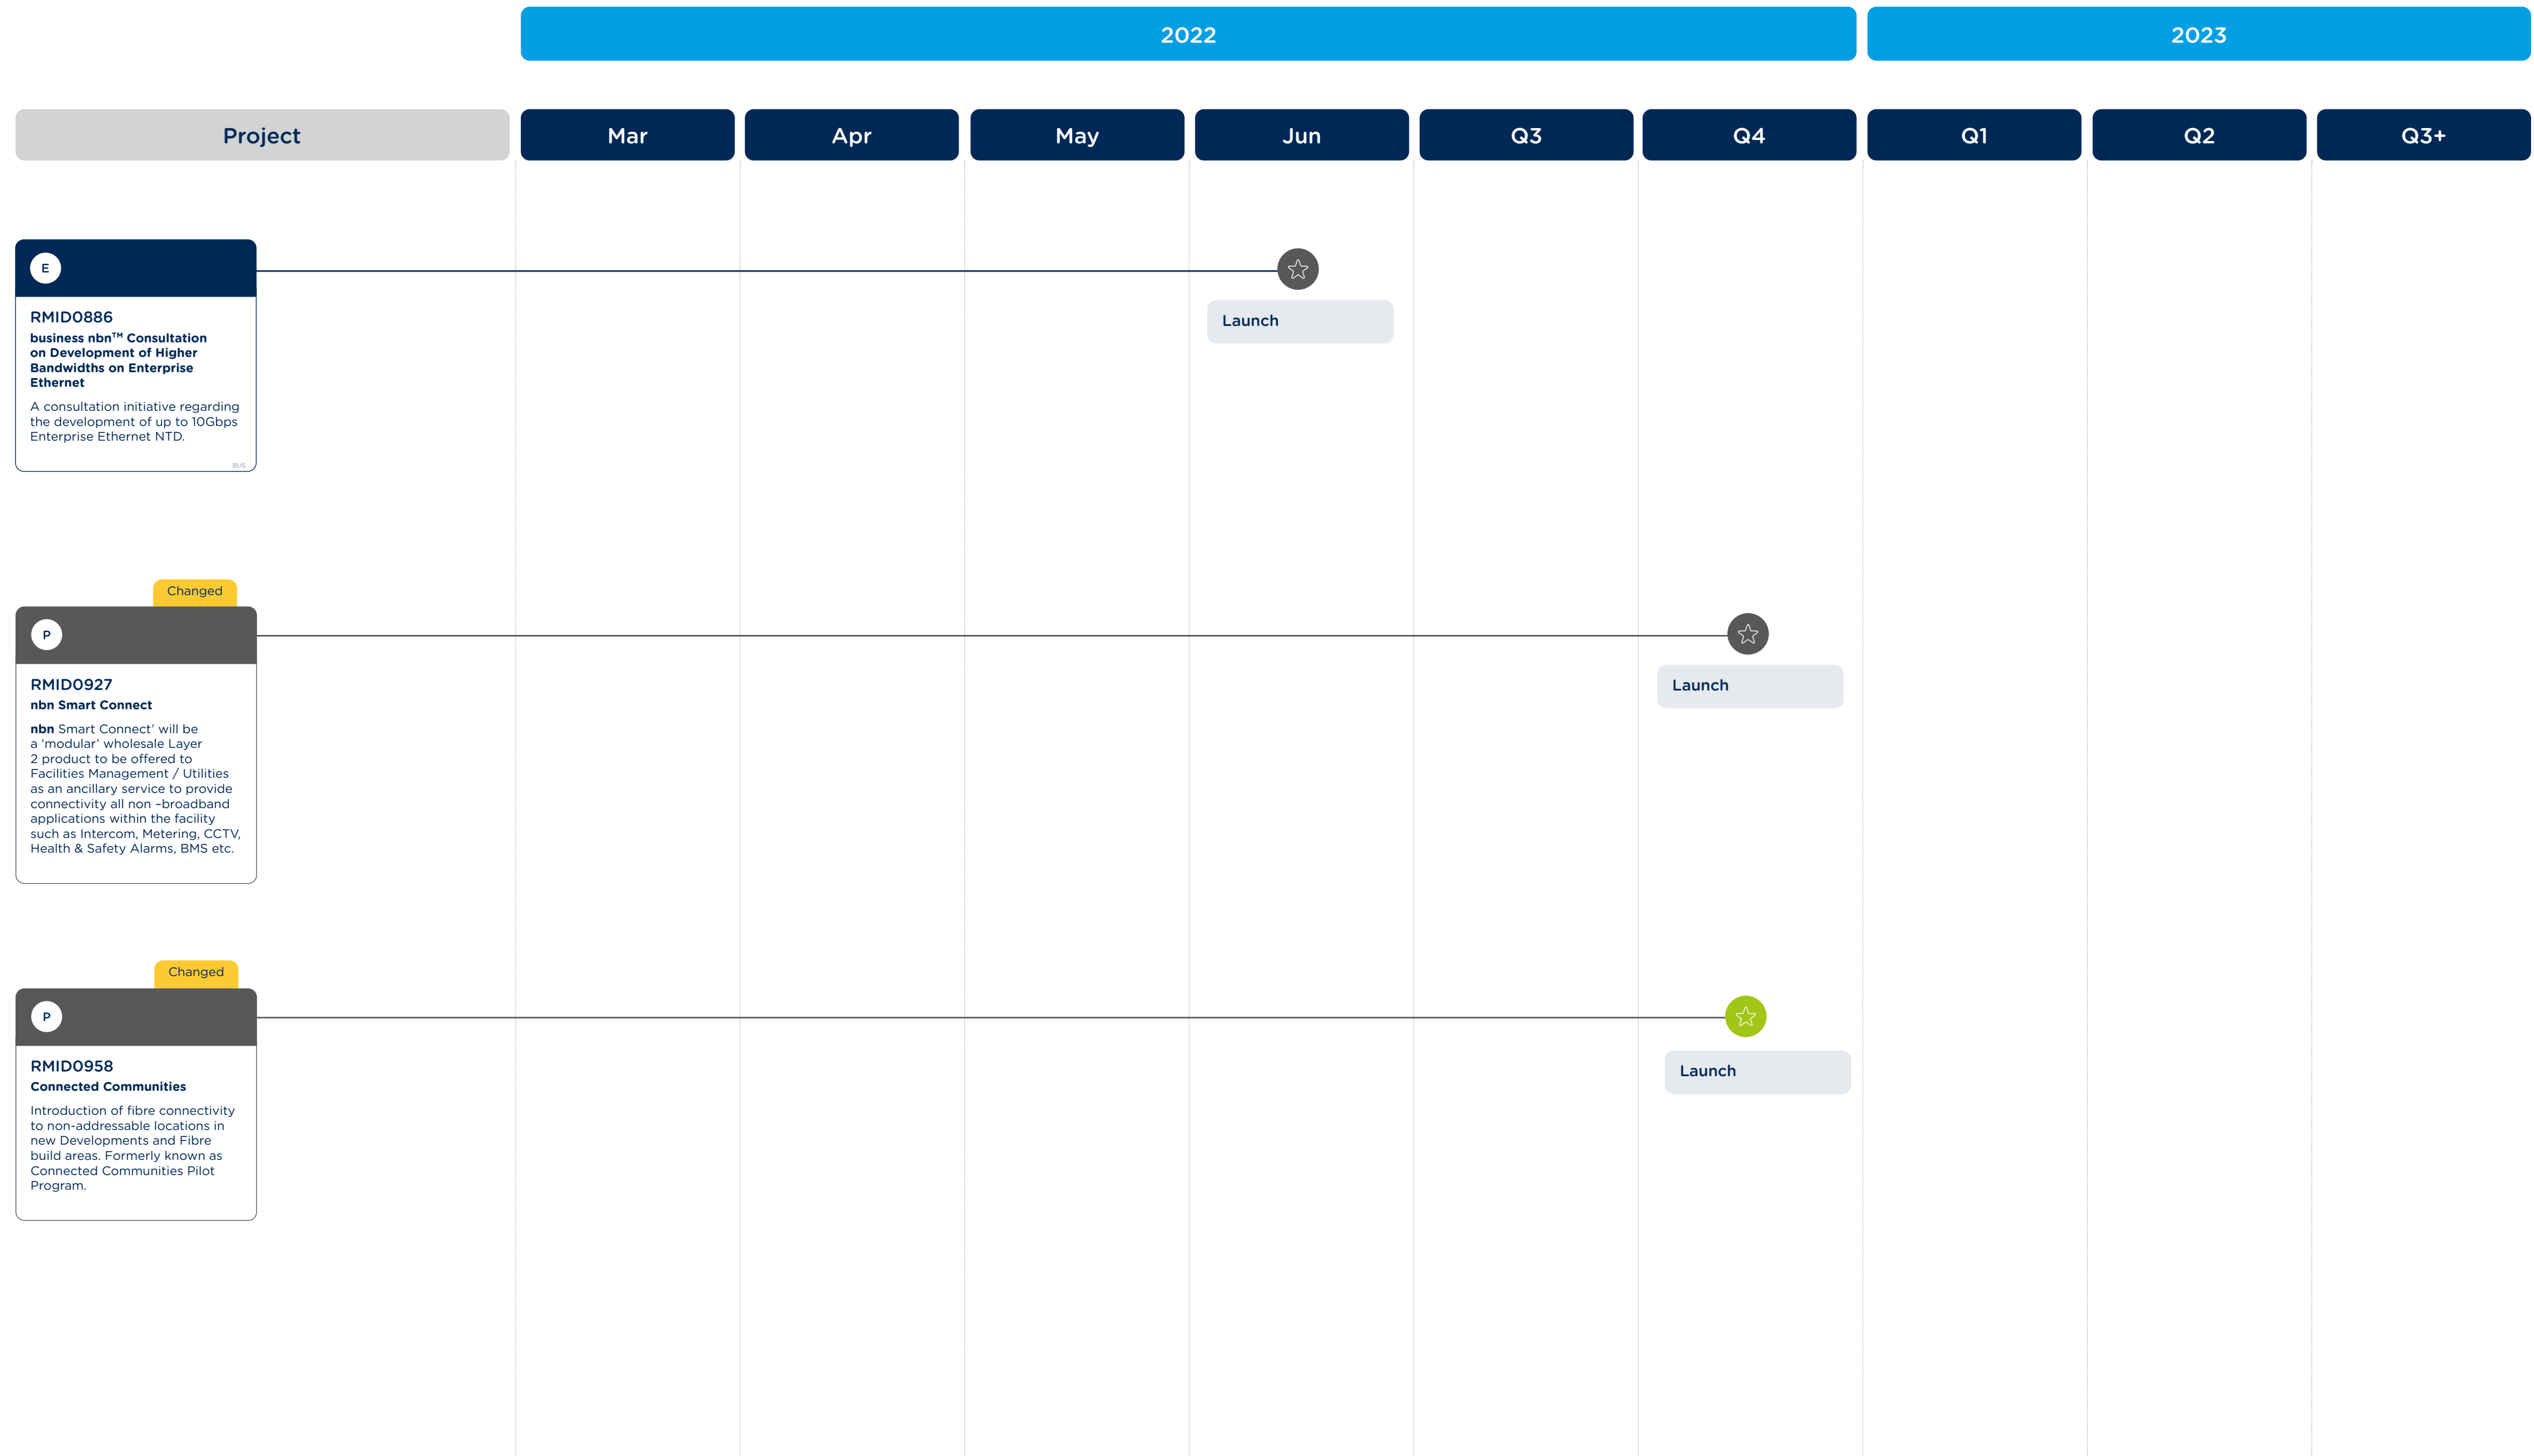 2022
2023
Project
Mar
Apr
May
Jun
Q3
Q4
Q1
Q2
Q3+
E
RMID0886
business nbn™ Consultation
on Development of Higher
Bandwidths on Enterprise
Ethernet
A consultation initiative regarding
the development of up to 10Gbps
Enterprise Ethernet NTD.
BUS
Launch
Changed
P
RMID0927
nbn Smart Connect
nbn Smart Connect’ will be
a ‘modular’ wholesale Layer
2 product to be offered to
Facilities Management / Utilities
as an ancillary service to provide
connectivity all non –broadband
applications within the facility
such as Intercom, Metering, CCTV,
Health & Safety Alarms, BMS etc.
Launch
Changed
P
RMID0958
Connected Communities
Introduction of fibre connectivity
to non-addressable locations in
new Developments and Fibre
build areas. Formerly known as
Connected Communities Pilot
Program.
Launch